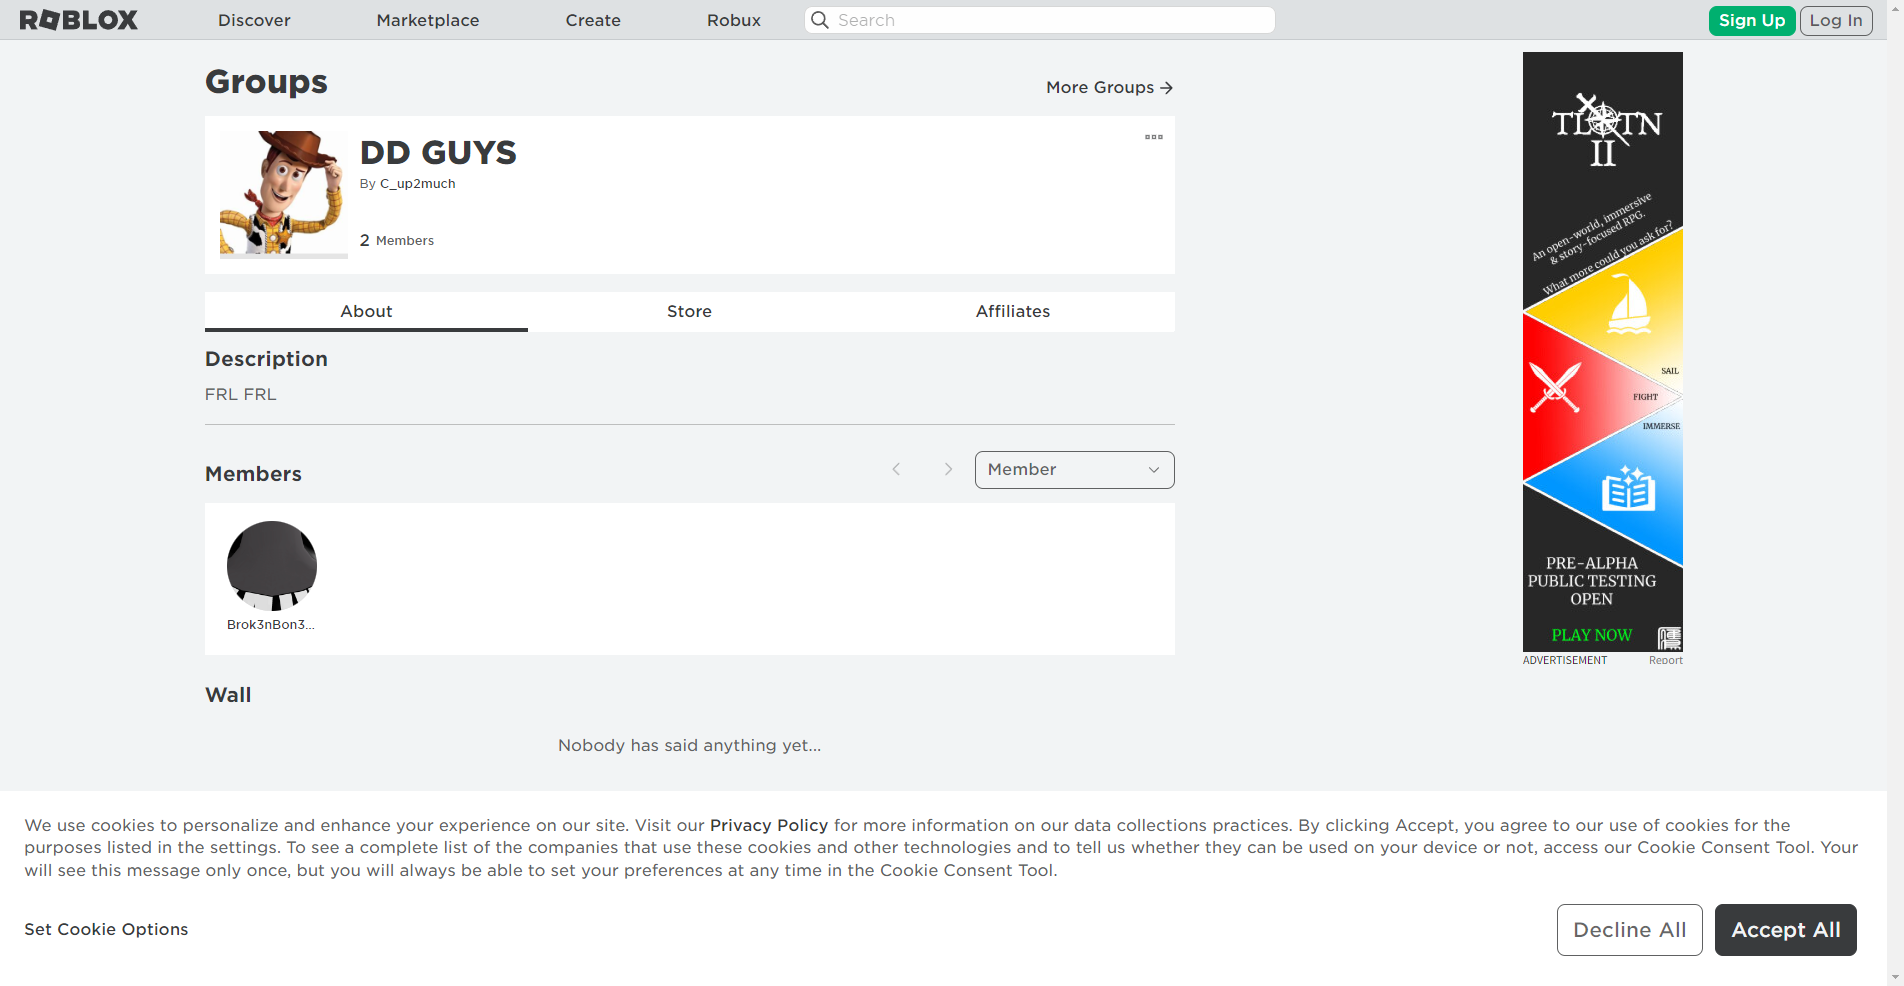 ROBLOX
Discover
Marketplace
Create
Robux
Search
Sign Up
Log In
Groups
More Groups
DD GUYS
By C_up2much
2 Members
About
Store
Affiliates
Description
FRL FRL
Members
Member
Brok3nBon3...
Wall
Nobody has said anything yet...
TLOTN
II
An open-world, immersive
& story-focused RPG.
What more could you ask for?
SAIL
FIGHT
IMMERSE
PRE-ALPHA
PUBLIC TESTING
OPEN
PLAY NOW
ADVERTISEMENT
Report
We use cookies to personalize and enhance your experience on our site. Visit our Privacy Policy for more information on our data collections practices. By clicking Accept, you agree to our use of cookies for the
purposes listed in the settings. To see a complete list of the companies that use these cookies and other technologies and to tell us whether they can be used on your device or not, access our Cookie Consent Tool. Your
will see this message only once, but you will always be able to set your preferences at any time in the Cookie Consent Tool.
Set Cookie Options
Decline All
Accept All